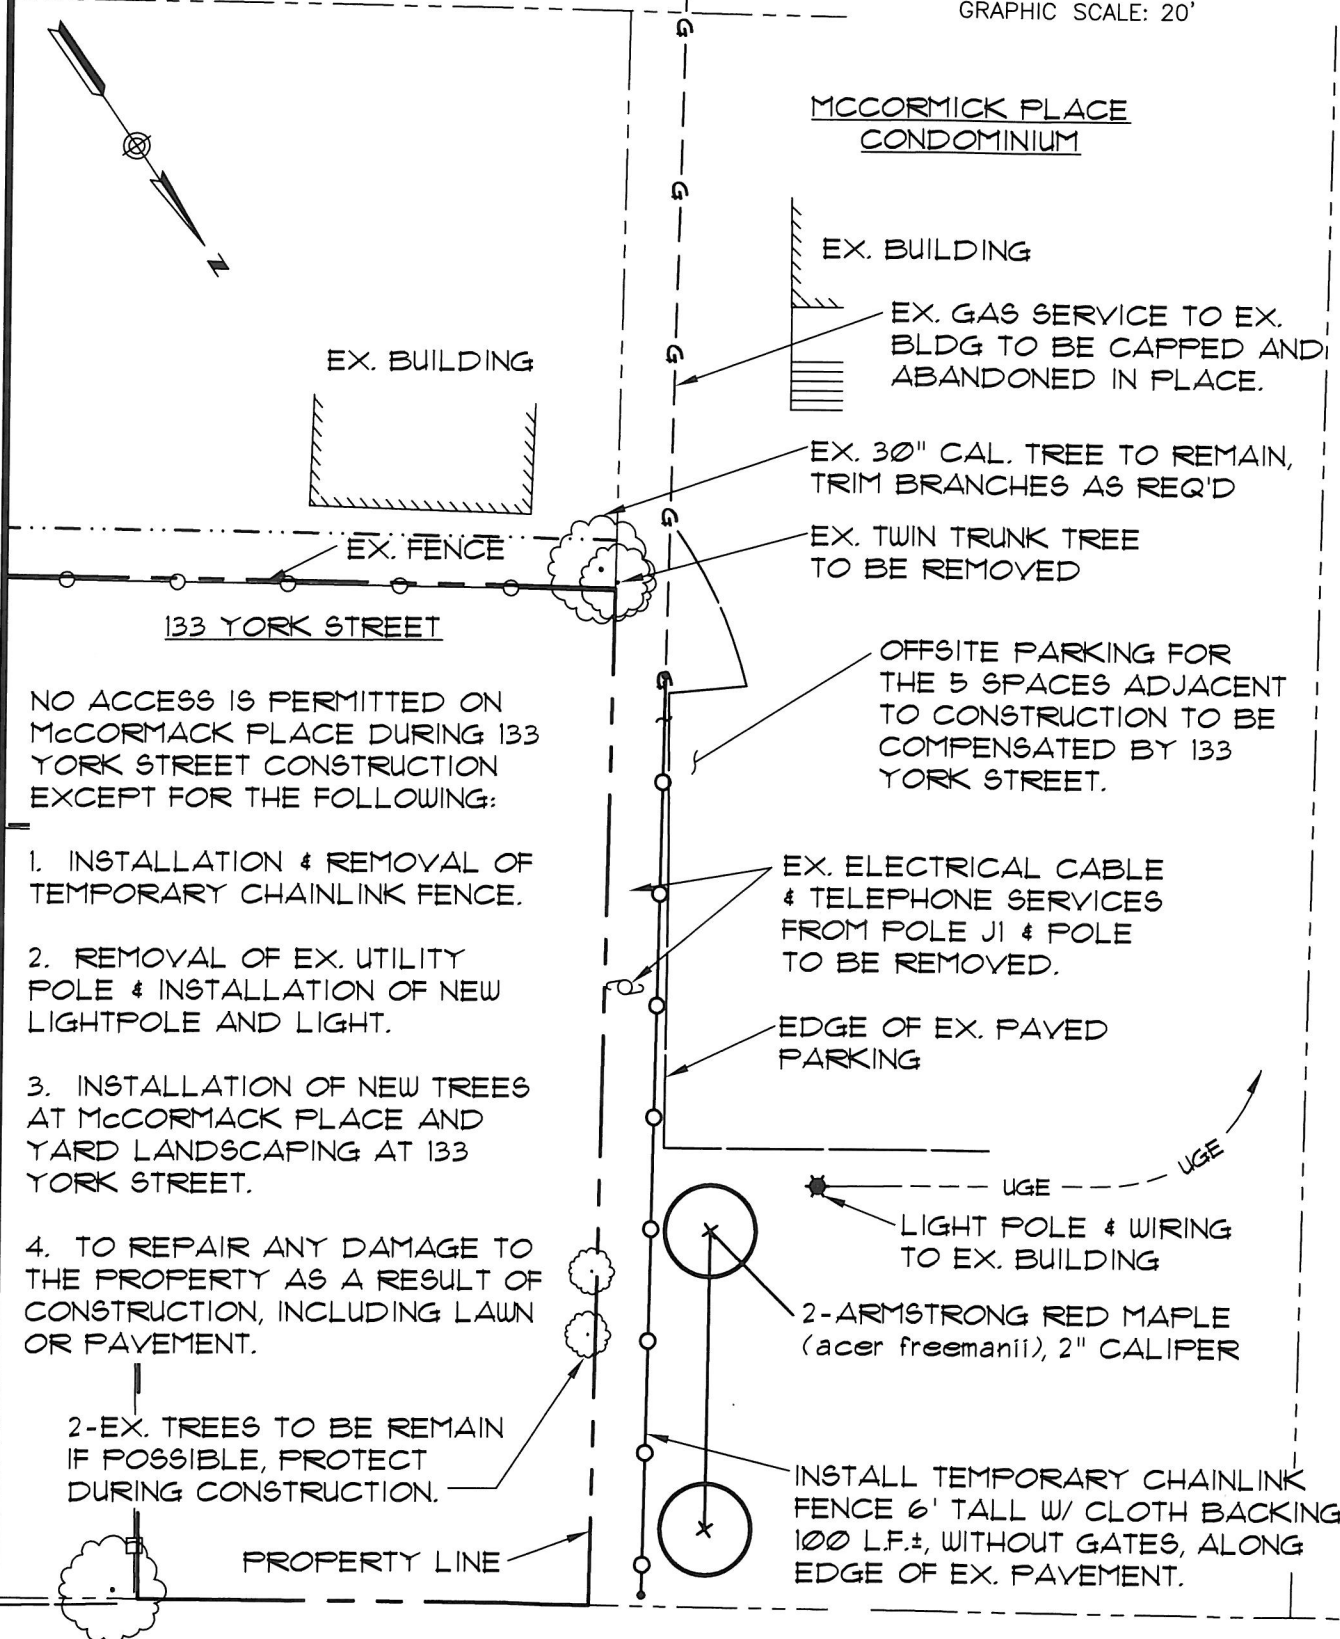 GRAPHIC SCALE: 20'
MCCORMICK PLACE
CONDOMINIUM
N
G
G
G
G
G
EX. BUILDING
EX. GAS SERVICE TO EX.
BLDG TO BE CAPPED AND
ABANDONED IN PLACE.
EX. BUILDING
EX. 30" CAL. TREE TO REMAIN,
TRIM BRANCHES AS REQ'D
EX. TWIN TRUNK TREE
TO BE REMOVED
EX. FENCE
133 YORK STREET
OFFSITE PARKING FOR
THE 5 SPACES ADJACENT
TO CONSTRUCTION TO BE
COMPENSATED BY 133
YORK STREET.
NO ACCESS IS PERMITTED ON
McCORMACK PLACE DURING 133
YORK STREET CONSTRUCTION
EXCEPT FOR THE FOLLOWING:
1. INSTALLATION & REMOVAL OF
TEMPORARY CHAINLINK FENCE.
2. REMOVAL OF EX. UTILITY
POLE & INSTALLATION OF NEW
LIGHTPOLE AND LIGHT.
3. INSTALLATION OF NEW TREES
AT McCORMACK PLACE AND
YARD LANDSCAPING AT 133
YORK STREET.
4. TO REPAIR ANY DAMAGE TO
THE PROPERTY AS A RESULT OF
CONSTRUCTION, INCLUDING LAWN
OR PAVEMENT.
EX. ELECTRICAL CABLE
& TELEPHONE SERVICES
FROM POLE J1 & POLE
TO BE REMOVED.
EDGE OF EX. PAVED
PARKING
UGE
UGE
LIGHT POLE & WIRING
TO EX. BUILDING
2-ARMSTRONG RED MAPLE
(acer freemanii), 2" CALIPER
2-EX. TREES TO BE REMAIN
IF POSSIBLE, PROTECT
DURING CONSTRUCTION.
INSTALL TEMPORARY CHAINLINK
FENCE 6' TALL W/ CLOTH BACKING
100 L.F.±, WITHOUT GATES, ALONG
EDGE OF EX. PAVEMENT.
PROPERTY LINE